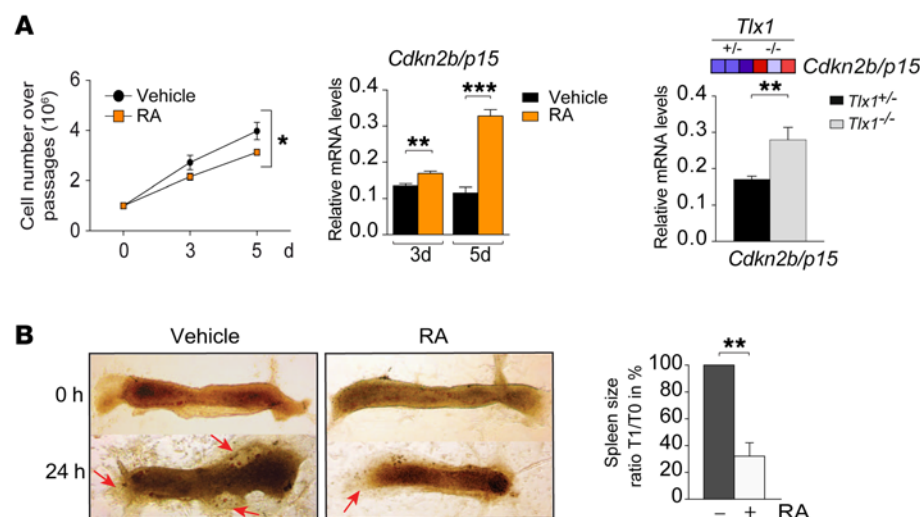 A
Cell number over
passages (10⁶)
6
4
2
0
0 3 5 d
Vehicle
RA
*
Cdkn2b/p15
Relative mRNA levels
0.4
0.3
0.2
0.1
0.0
** ***
3d 5d
Vehicle
RA
Tlx1
+/- -/-
Cdkn2b/p15
Relative mRNA levels
0.4
0.2
0.0
**
Tlx1+/-
Tlx1-/-
Cdkn2b/p15
B
Vehicle RA
0 h
24 h
Spleen size
ratio T1/T0 in %
100
80
60
40
20
0
**
– + RA